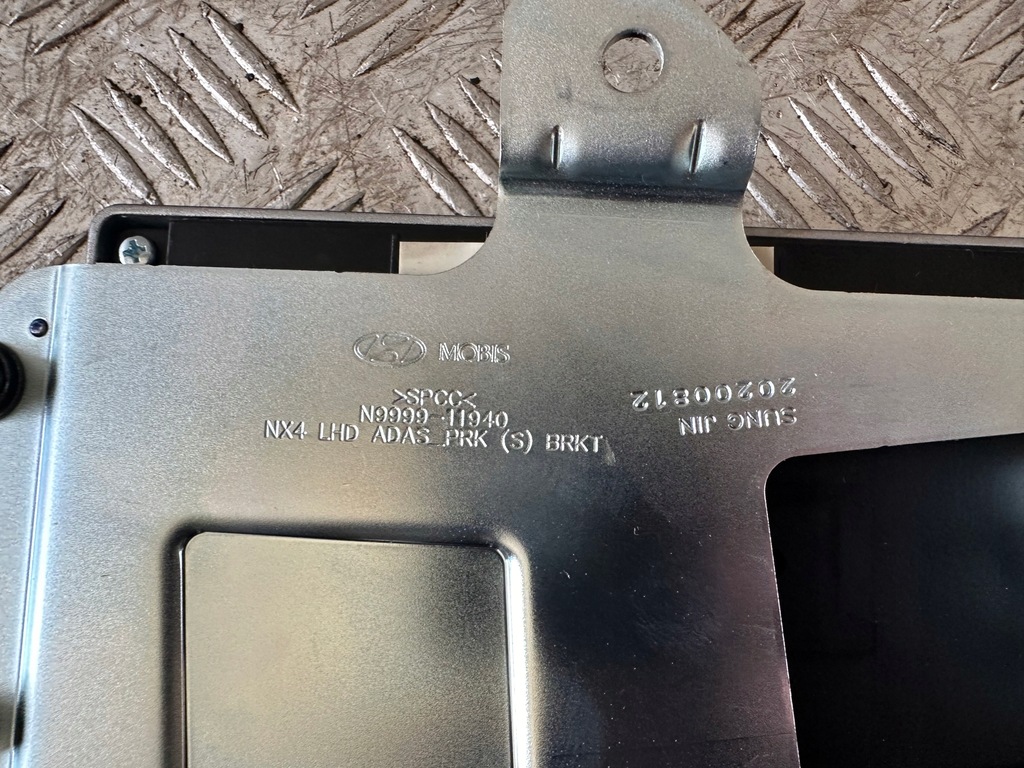 MOBIS
>SPCC<
N9999-11940
NX4 LHD ADAS_PRK (S) BRKT
SUNG JIN
20200812